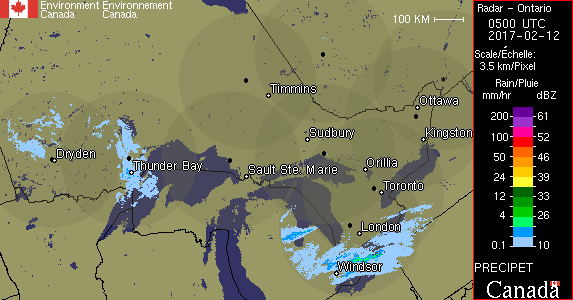 Environment Environnement
Canada Canada
100 KM
Timmins
Ottawa
Sudbury
Kingston
Dryden
Thunder Bay
Sault Ste. Marie
Orillia
Toronto
London
Windsor
Radar - Ontario
0500 UTC
2017-02-12
Scale/Échelle:
3.5 km/Pixel
Rain/Pluie
mm/hr dBZ
200 61
100 52
50 46
24 39
12 33
4 26
0.1 10
PRECIPET
Canada